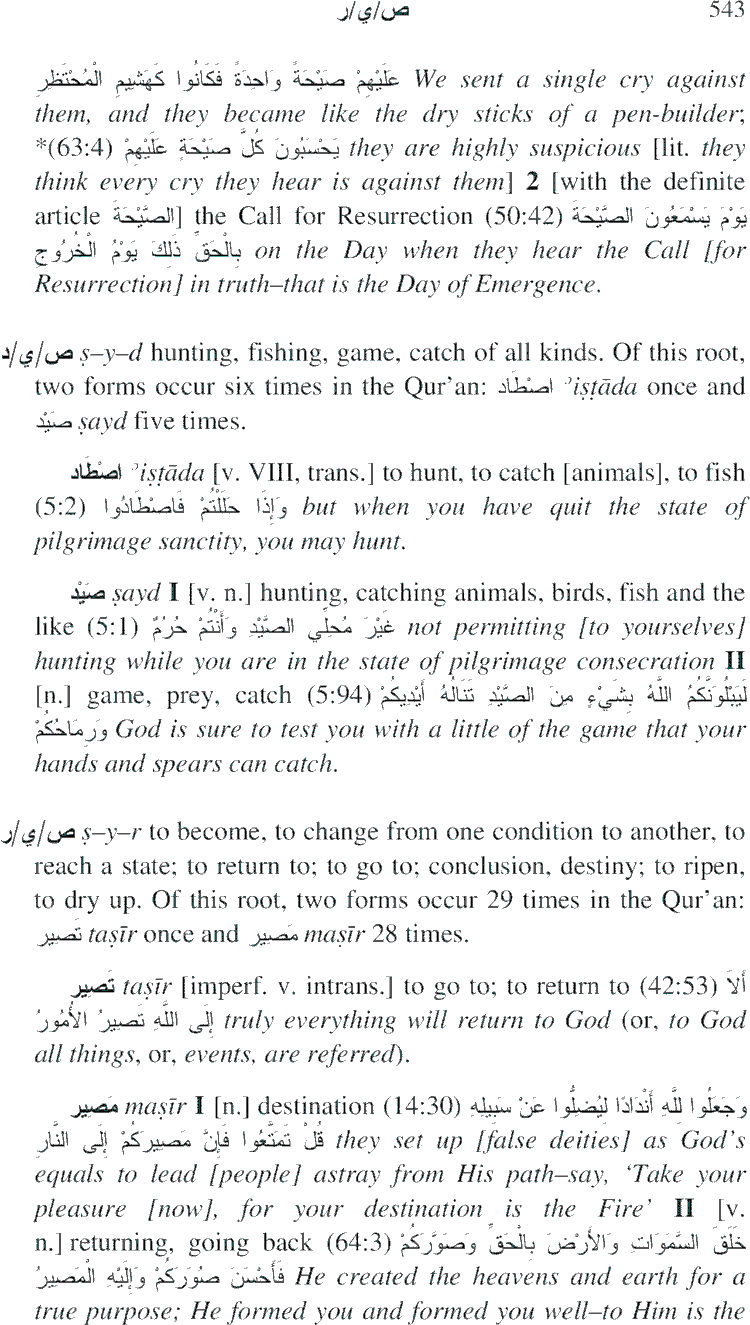 ص/ي/ر 543
عَلَيْهِمْ صَيْحَةً وَاحِدَةً فَكَانُوا كَهَشِيمِ الْمُحْتَظِرِ We sent a single cry against
them, and they became like the dry sticks of a pen-builder;
*(63:4) يَحْسَبُونَ كُلَّ صَيْحَةٍ عَلَيْهِمْ they are highly suspicious [lit. they
think every cry they hear is against them] 2 [with the definite
article الصَّيْحَةَ] the Call for Resurrection (50:42) يَوْمَ يَسْمَعُونَ الصَّيْحَةَ
بِالْحَقِّ ذَلِكَ يَوْمُ الْخُرُوجِ on the Day when they hear the Call [for
Resurrection] in truth–that is the Day of Emergence.
ص/ي/د ṣ–y–d hunting, fishing, game, catch of all kinds. Of this root,
two forms occur six times in the Qur’an: اصْطَاد ʾiṣṭāda once and
صَيْد ṣayd five times.
اصْطَاد ʾiṣṭāda [v. VIII, trans.] to hunt, to catch [animals], to fish
(5:2) وَإِذَا حَلَلْتُمْ فَاصْطَادُوا but when you have quit the state of
pilgrimage sanctity, you may hunt.
صَيْد ṣayd I [v. n.] hunting, catching animals, birds, fish and the
like (5:1) غَيْرَ مُحِلِّي الصَّيْدِ وَأَنْتُمْ حُرُمٌ not permitting [to yourselves]
hunting while you are in the state of pilgrimage consecration II
[n.] game, prey, catch (5:94) لَيَبْلُوَنَّكُمُ اللَّهُ بِشَيْءٍ مِنَ الصَّيْدِ تَنَالُهُ أَيْدِيكُمْ
وَرِمَاحُكُمْ God is sure to test you with a little of the game that your
hands and spears can catch.
ص/ي/ر ṣ–y–r to become, to change from one condition to another, to
reach a state; to return to; to go to; conclusion, destiny; to ripen,
to dry up. Of this root, two forms occur 29 times in the Qur’an:
تَصير taṣīr once and مَصير maṣīr 28 times.
تَصير taṣīr [imperf. v. intrans.] to go to; to return to (42:53) أَلاَ
إِلَى اللَّهِ تَصيرُ الأُمُورُ truly everything will return to God (or, to God
all things, or, events, are referred).
مَصير maṣīr I [n.] destination (14:30) وَجَعَلُوا لِلَّهِ أَنْدَادًا لِيُضِلُّوا عَنْ سَبِيلِهِ
قُلْ تَمَتَّعُوا فَإِنَّ مَصِيرَكُمْ إِلَى النَّارِ they set up [false deities] as God’s
equals to lead [people] astray from His path–say, ‘Take your
pleasure [now], for your destination is the Fire’ II [v.
n.] returning, going back (64:3) خَلَقَ السَّمَوَاتِ وَالأَرْضَ بِالْحَقِّ وَصَوَّرَكُمْ
فَأَحْسَنَ صُوَرَكُمْ وَإِلَيْهِ الْمَصيرُ He created the heavens and earth for a
true purpose; He formed you and formed you well–to Him is the